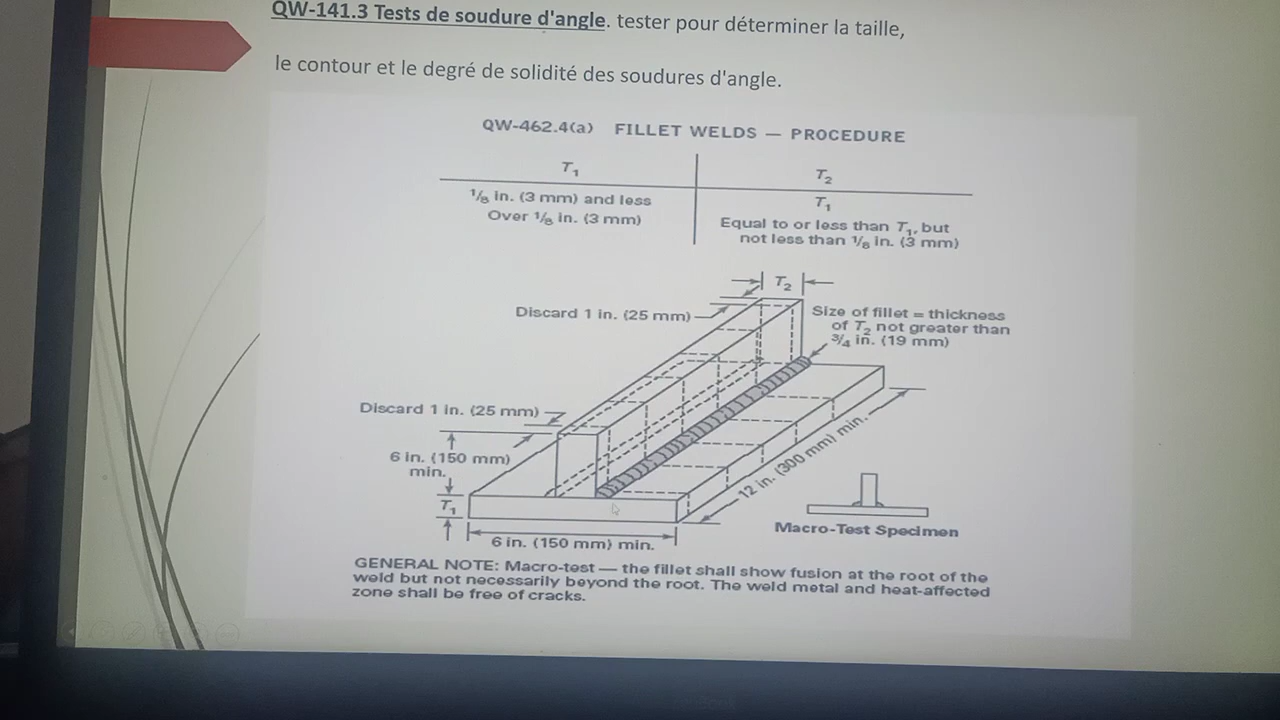 QW-141.3 Tests de soudure d'angle. tester pour déterminer la taille,
le contour et le degré de solidité des soudures d'angle.
QW-462.4(a) FILLET WELDS — PROCEDURE
T1
T2
1/8 in. (3 mm) and less
T1
Over 1/8 in. (3 mm)
Equal to or less than T1, but
not less than 1/8 in. (3 mm)
T2
Discard 1 in. (25 mm)
Size of fillet = thickness
of T2 not greater than
3/4 in. (19 mm)
Discard 1 in. (25 mm)
6 in. (150 mm)
min.
T1
12 in. (300 mm) min.
6 in. (150 mm) min.
Macro-Test Specimen
GENERAL NOTE: Macro-test — the fillet shall show fusion at the root of the
weld but not necessarily beyond the root. The weld metal and heat-affected
zone shall be free of cracks.